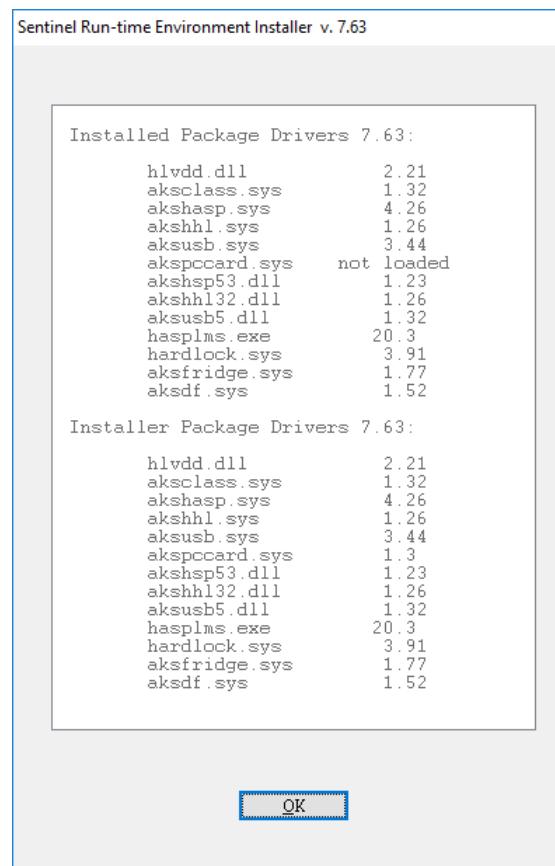 Sentinel Run-time Environment Installer v. 7.63
Installed Package Drivers 7.63:
hlvdd.dll 2.21
aksclass.sys 1.32
akshasp.sys 4.26
akshhl.sys 1.26
aksusb.sys 3.44
akspccard.sys not loaded
akshsp53.dll 1.23
akshhl32.dll 1.26
aksusb5.dll 1.32
hasplms.exe 20.3
hardlock.sys 3.91
aksfridge.sys 1.77
aksdf.sys 1.52
Installer Package Drivers 7.63:
hlvdd.dll 2.21
aksclass.sys 1.32
akshasp.sys 4.26
akshhl.sys 1.26
aksusb.sys 3.44
akspccard.sys 1.3
akshsp53.dll 1.23
akshhl32.dll 1.26
aksusb5.dll 1.32
hasplms.exe 20.3
hardlock.sys 3.91
aksfridge.sys 1.77
aksdf.sys 1.52
OK